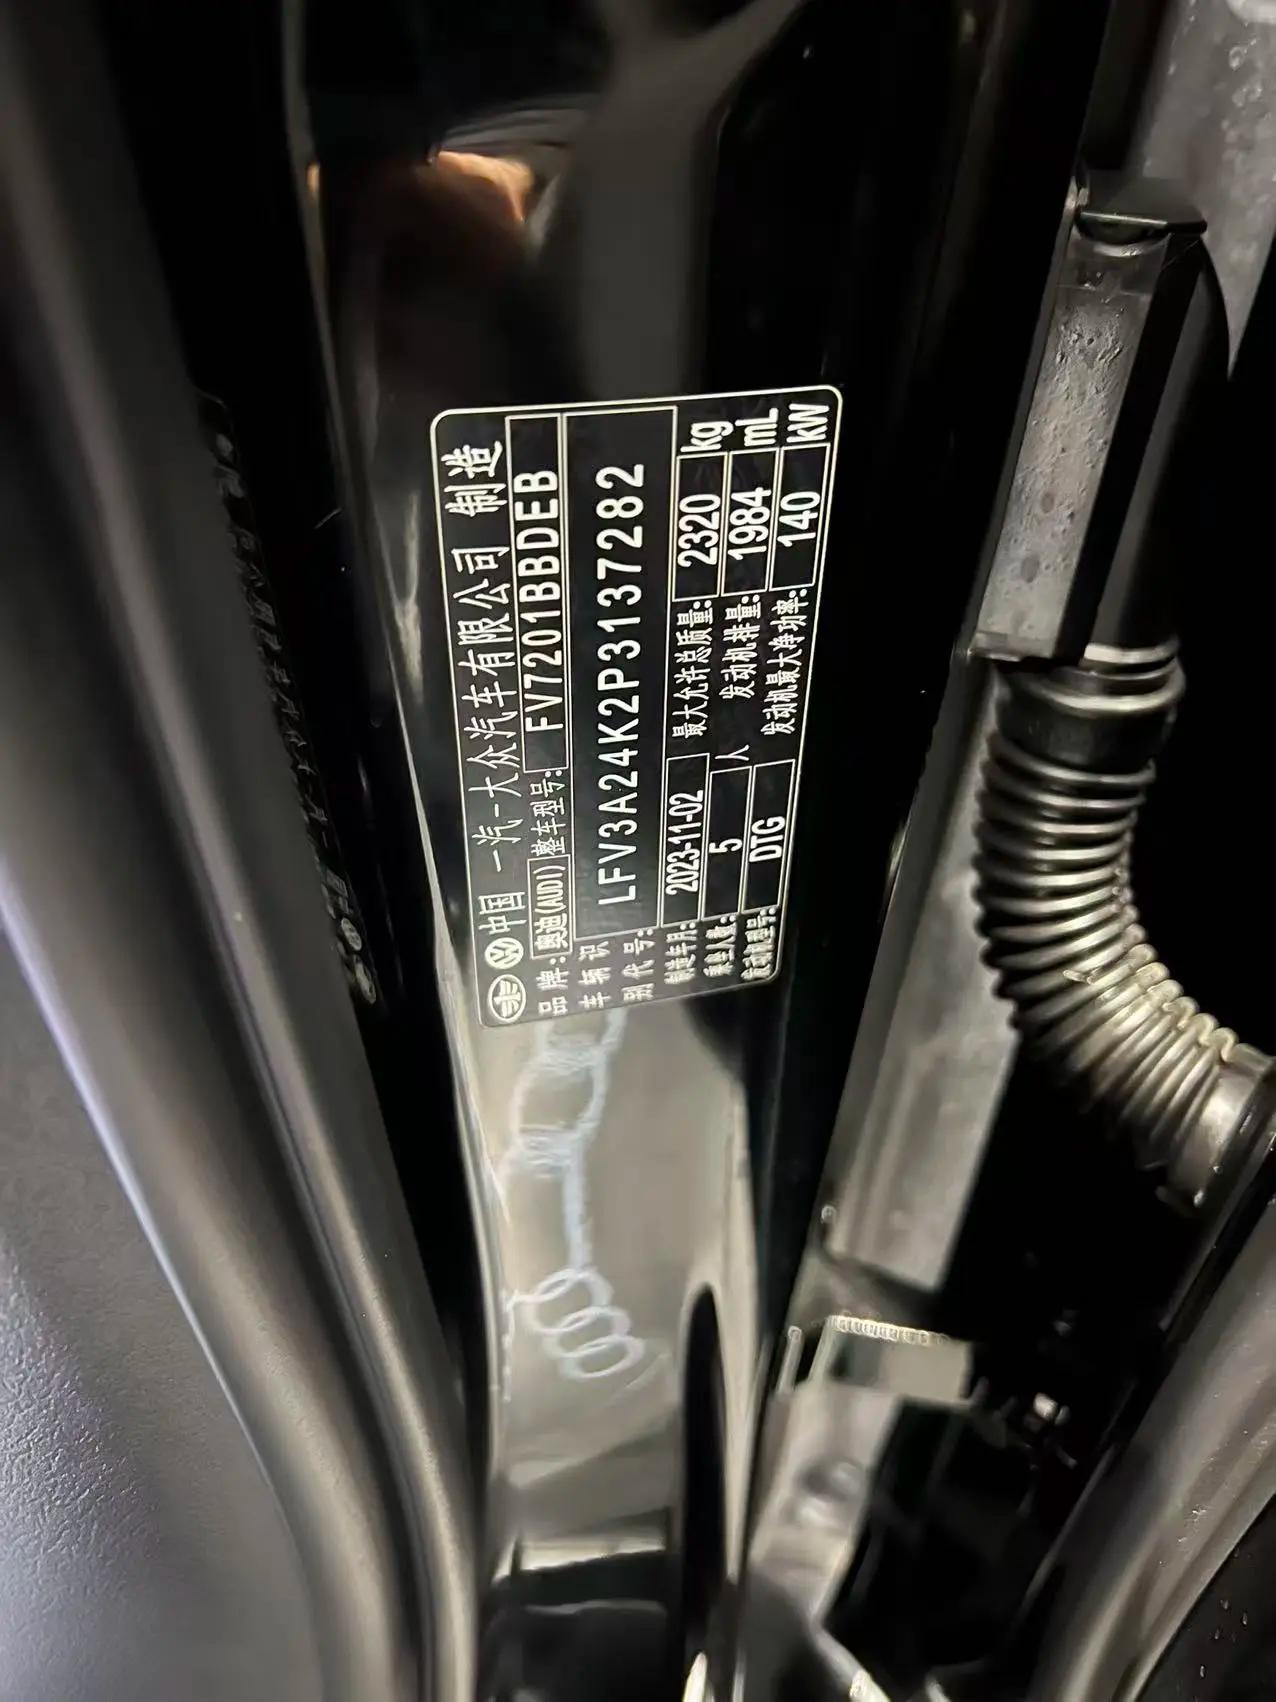 中国 一汽-大众汽车有限公司 制造
品牌: 奥迪(AUDI) 整车型号: FV7201BBDEB
车辆识别代号: LFV3A24K2P3137282
制造年月: 2023-11-02 最大允许总质量: 2320 kg
乘坐人数: 5 人 发动机排量: 1984 mL
发动机型号: DTG 发动机最大净功率: 140 kW